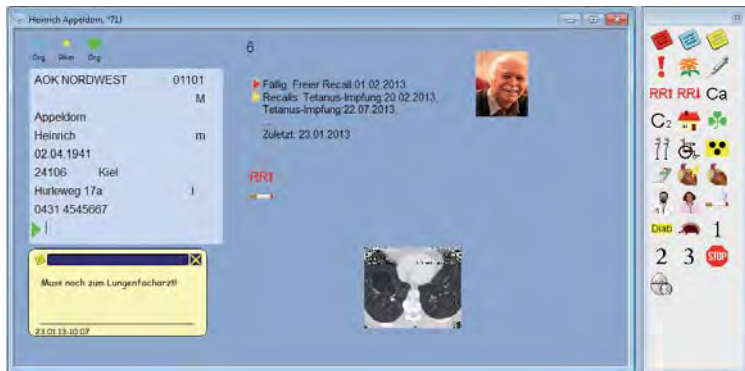 Heinrich Appeldorn, *71J
Org Wein Org
AOK NORDWEST 01101
M
Appeldorn
Heinrich m
02.04.1941
24106 Kiel
Hurleweg 17a I
0431 4545667
Muss noch zum Lungenfacharzt!
23.01.13-10:07
6
Fällig: Freier Recall 01.02.2013
Recalls: Tetanus-Impfung 20.02.2013,
Tetanus-Impfung 22.07.2013,
...
Zuletzt: 23.01.2013
RR↑
RR↑ RR↓ Ca
C2
Diab 1
2 3 STOP